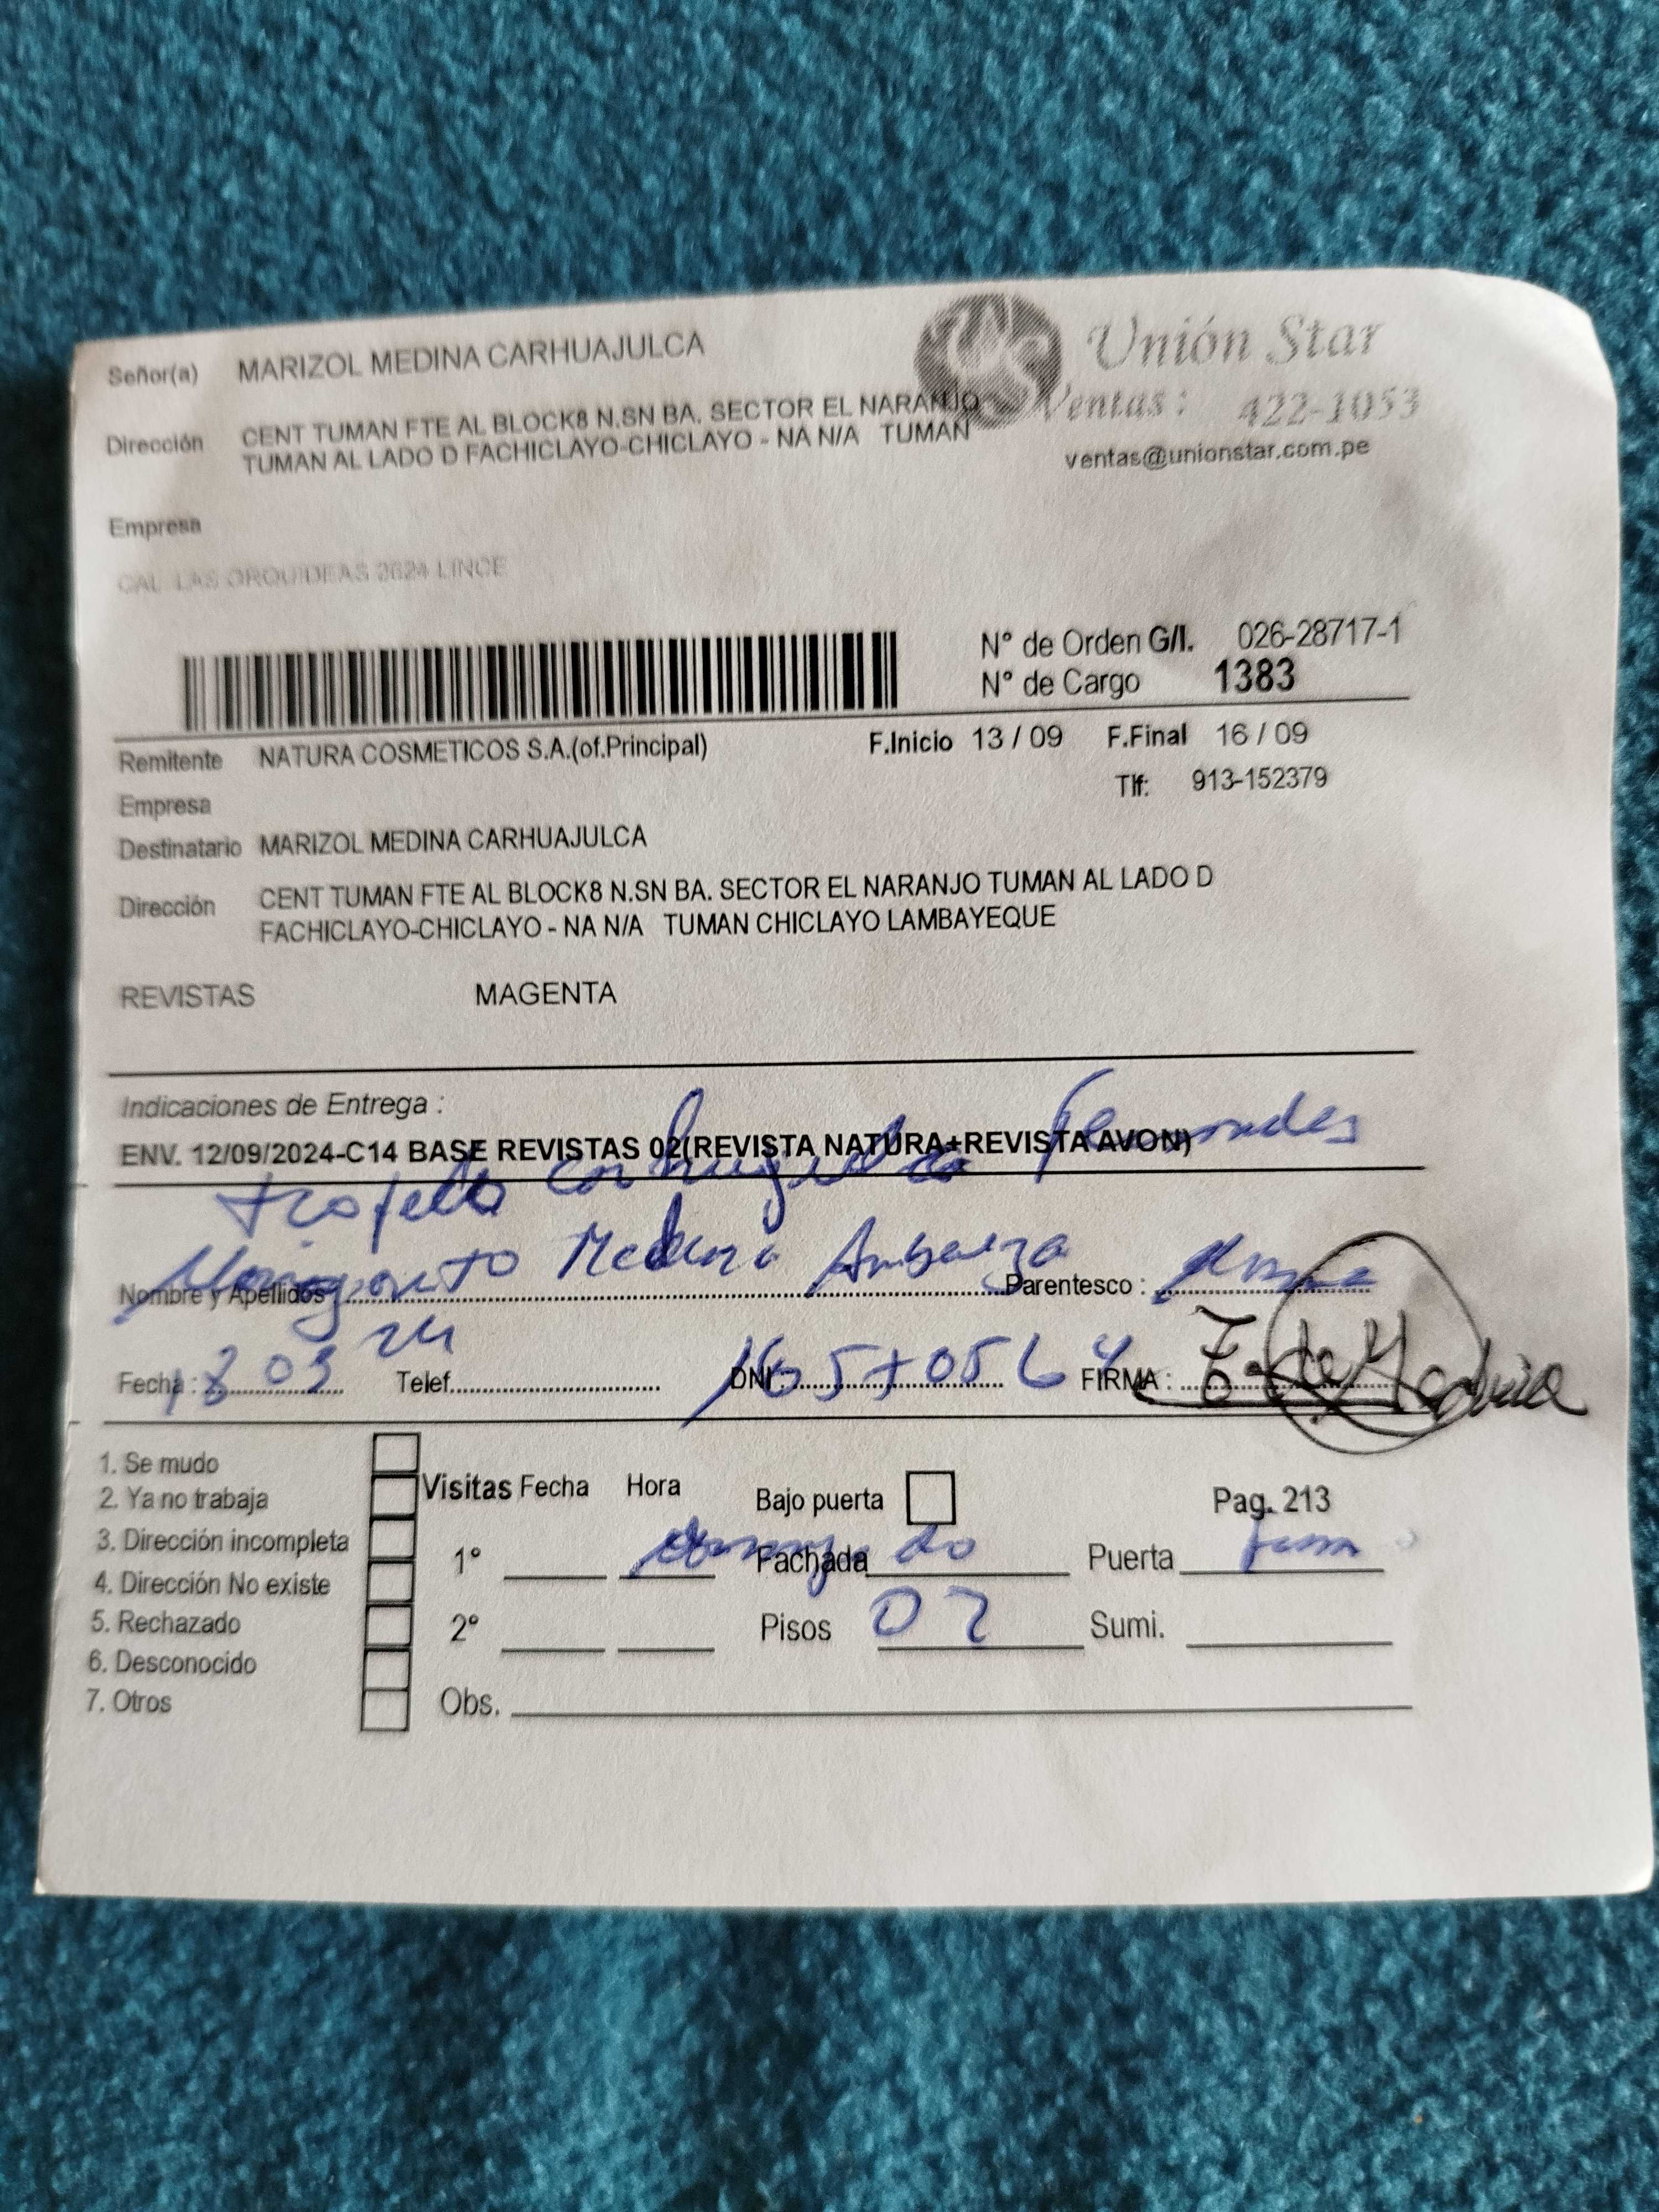 Señor(a) MARIZOL MEDINA CARHUAJULCA
Unión Star
Ventas: 422-1053
ventas@unionstar.com.pe
Dirección CENT TUMAN FTE AL BLOCK8 N.SN BA. SECTOR EL NARANJO
TUMAN AL LADO D FACHICLAYO-CHICLAYO - NA N/A TUMAN
Empresa
CAL LAS ORQUIDEAS 2624 LINCE
N° de Orden G/I. 026-28717-1
N° de Cargo 1383
Remitente NATURA COSMETICOS S.A.(of.Principal) F.Inicio 13 / 09 F.Final 16 / 09
Empresa Tlf: 913-152379
Destinatario MARIZOL MEDINA CARHUAJULCA
Dirección CENT TUMAN FTE AL BLOCK8 N.SN BA. SECTOR EL NARANJO TUMAN AL LADO D
FACHICLAYO-CHICLAYO - NA N/A TUMAN CHICLAYO LAMBAYEQUE
REVISTAS MAGENTA
Indicaciones de Entrega :
ENV. 12/09/2024-C14 BASE REVISTAS 02(REVISTA NATURA+REVISTA AVON)
Medina
Nombre y Apellidos Parentesco :
Fecha : 24 Telef. DNI : FIRMA : Medina
1. Se mudo
2. Ya no trabaja
3. Dirección incompleta
4. Dirección No existe
5. Rechazado
6. Desconocido
7. Otros
Visitas Fecha Hora Bajo puerta Pag. 213
1° Fachada Puerta
2° Pisos 02 Sumi.
Obs.